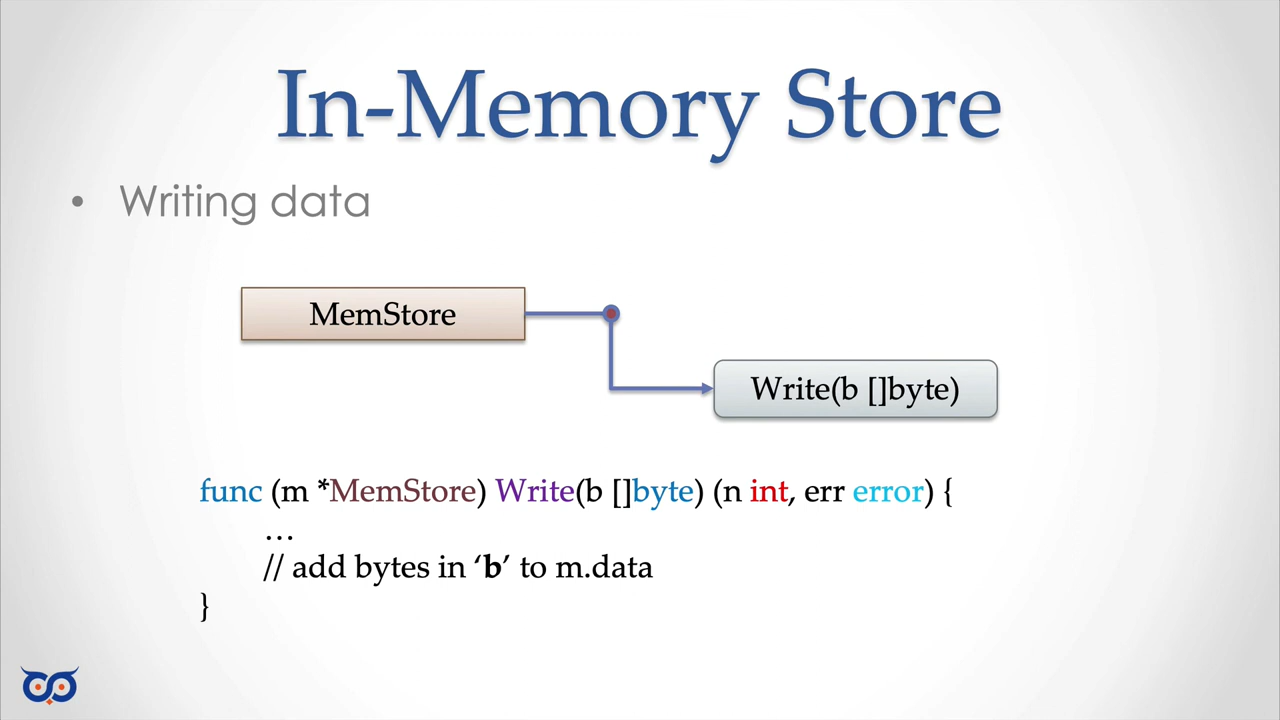 In-Memory Store
• Writing data
MemStore
Write(b []byte)
func (m *MemStore) Write(b []byte) (n int, err error) {
…
// add bytes in ‘b’ to m.data
}